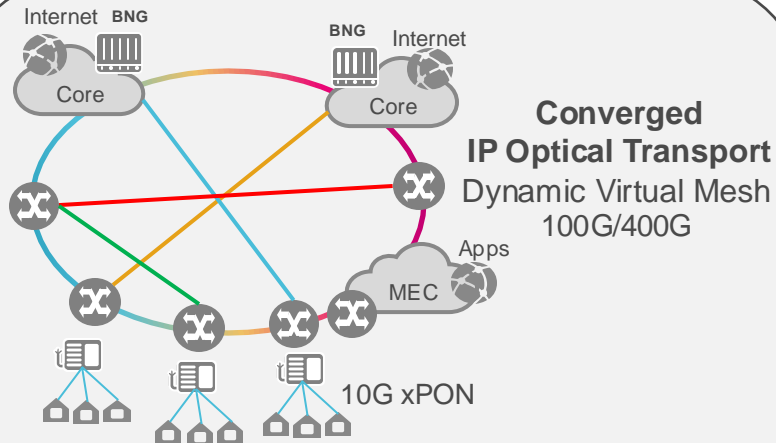 Internet BNG
BNG
Internet
Core
Core
Converged
IP Optical Transport
Dynamic Virtual Mesh
100G/400G
Apps
MEC
10G xPON